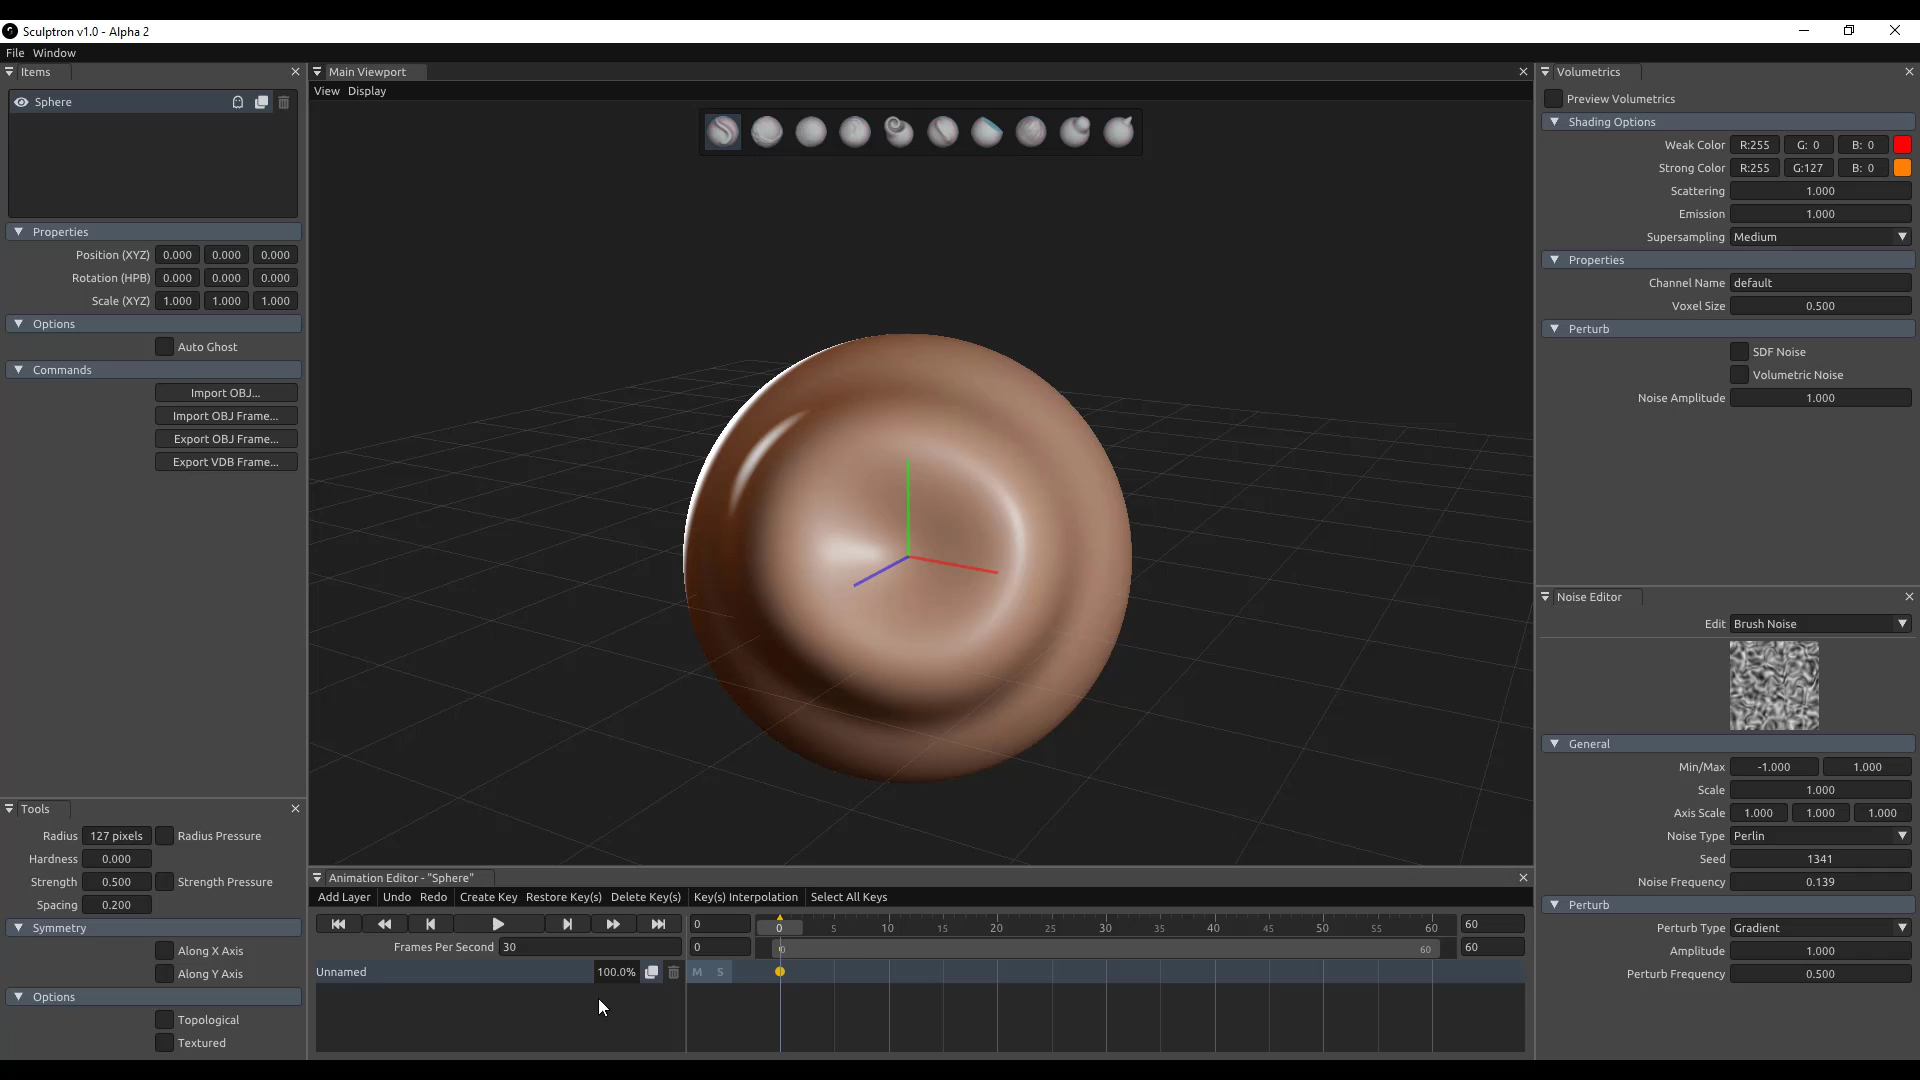 Sculptron v1.0 - Alpha 2
File Window
Items
Sphere
Properties
Position (XYZ) 0.000 0.000 0.000
Rotation (HPB) 0.000 0.000 0.000
Scale (XYZ) 1.000 1.000 1.000
Options
Auto Ghost
Commands
Import OBJ...
Import OBJ Frame...
Export OBJ Frame...
Export VDB Frame...
Tools
Radius 127 pixels Radius Pressure
Hardness 0.000
Strength 0.500 Strength Pressure
Spacing 0.200
Symmetry
Along X Axis
Along Y Axis
Options
Topological
Textured
Main Viewport
View Display
Animation Editor - "Sphere"
Add Layer Undo Redo Create Key Restore Key(s) Delete Key(s) Key(s) Interpolation Select All Keys
0 0 5 10 15 20 25 30 35 40 45 50 55 60 60
Frames Per Second 30 0 0 60 60
Unnamed 100.0% M S
Volumetrics
Preview Volumetrics
Shading Options
Weak Color R:255 G: 0 B: 0
Strong Color R:255 G:127 B: 0
Scattering 1.000
Emission 1.000
Supersampling Medium
Properties
Channel Name default
Voxel Size 0.500
Perturb
SDF Noise
Volumetric Noise
Noise Amplitude 1.000
Noise Editor
Edit Brush Noise
General
Min/Max -1.000 1.000
Scale 1.000
Axis Scale 1.000 1.000 1.000
Noise Type Perlin
Seed 1341
Noise Frequency 0.139
Perturb
Perturb Type Gradient
Amplitude 1.000
Perturb Frequency 0.500